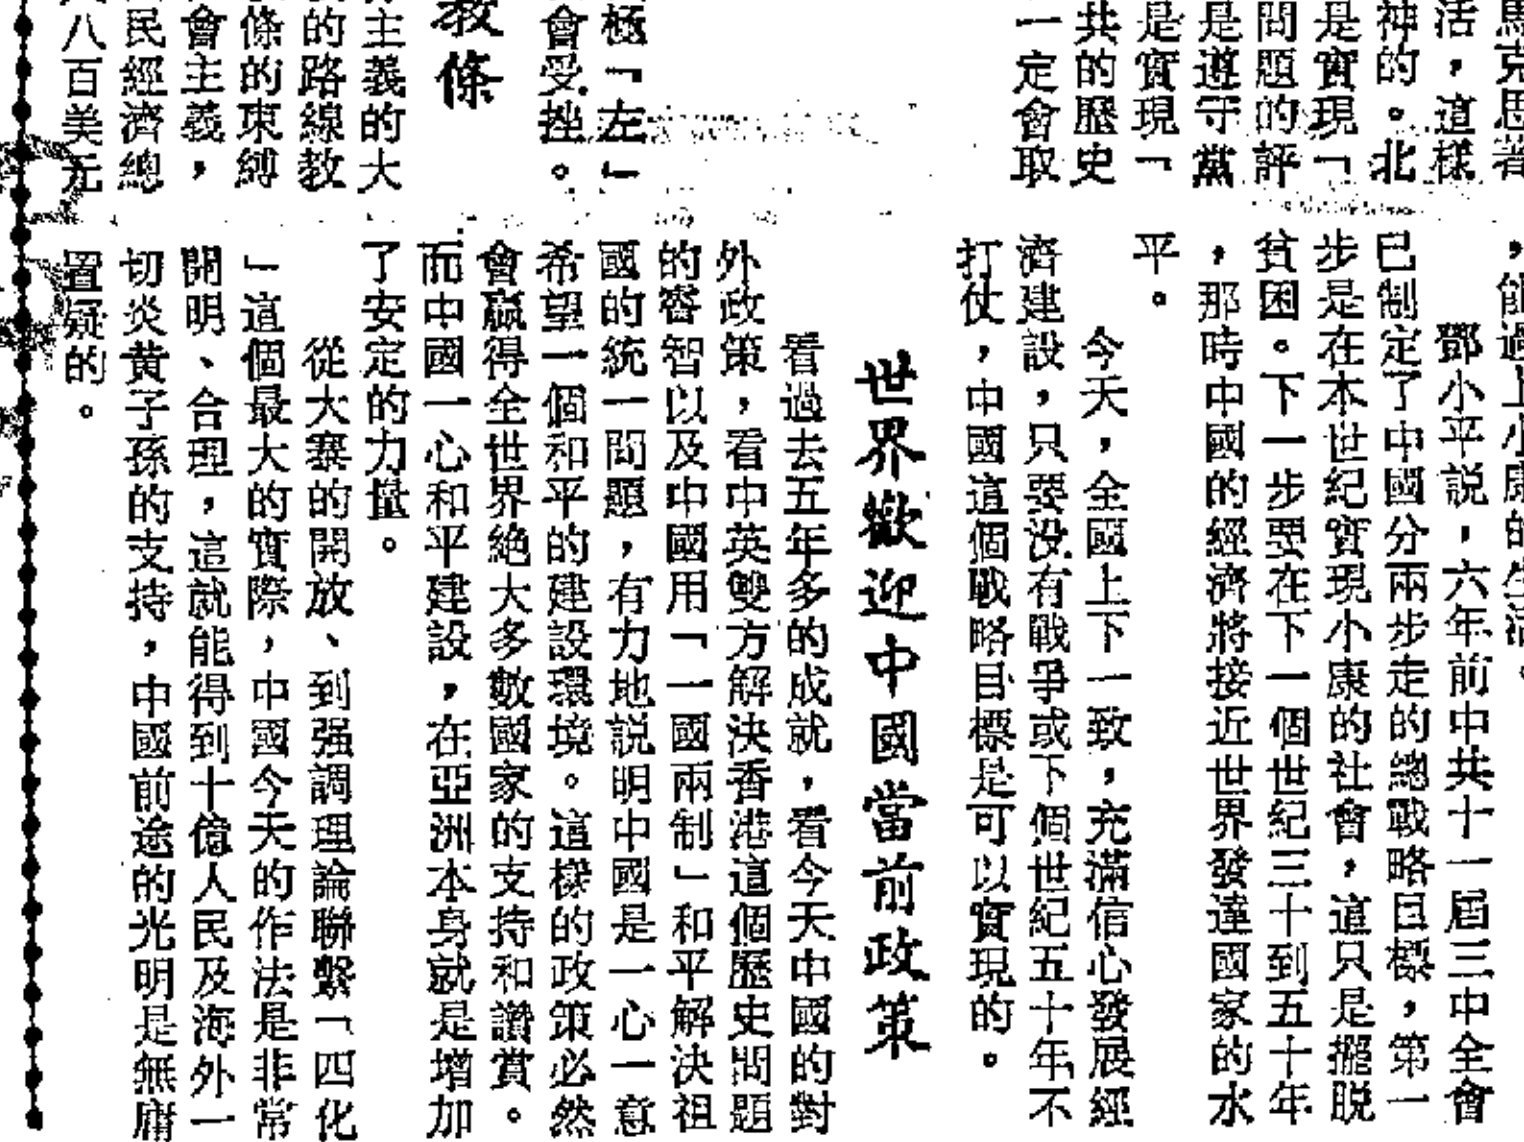 馬克思著
活，這樣
神的。北
是實現「
問題的評
是遵守黨
是實現「
共的歷史
一定會取
極「左」
會受挫。
教條
主義的大
的路線教
條的束縛
會主義，
民經濟總
八百美元
，能過上小康的生活。
鄧小平説，六年前中共十一屆三中全會
已制定了中國分兩步走的總戰略目標，第一
步是在本世紀實現小康的社會，這只是擺脱
貧困。下一步要在下一個世紀三十到五十年
，那時中國的經濟將接近世界發達國家的水
平。
今天，全國上下一致，充滿信心發展經
濟建設，只要没有戰爭或下個世紀五十年不
打仗，中國這個戰略目標是可以實現的。
世界歡迎中國當前政策
看過去五年多的成就，看今天中國的對
外政策，看中英雙方解決香港這個歷史問題
的睿智以及中國用「一國兩制」和平解決祖
國的統一問題，有力地説明中國是一心一意
希望一個和平的建設環境。這樣的政策必然
會贏得全世界絶大多數國家的支持和讚賞。
而中國一心和平建設，在亞洲本身就是增加
了安定的力量。
從大寨的開放、到强調理論聯繫「四化
」這個最大的實際，中國今天的作法是非常
開明、合理，這就能得到十億人民及海外一
切炎黄子孫的支持，中國前途的光明是無庸
置疑的。